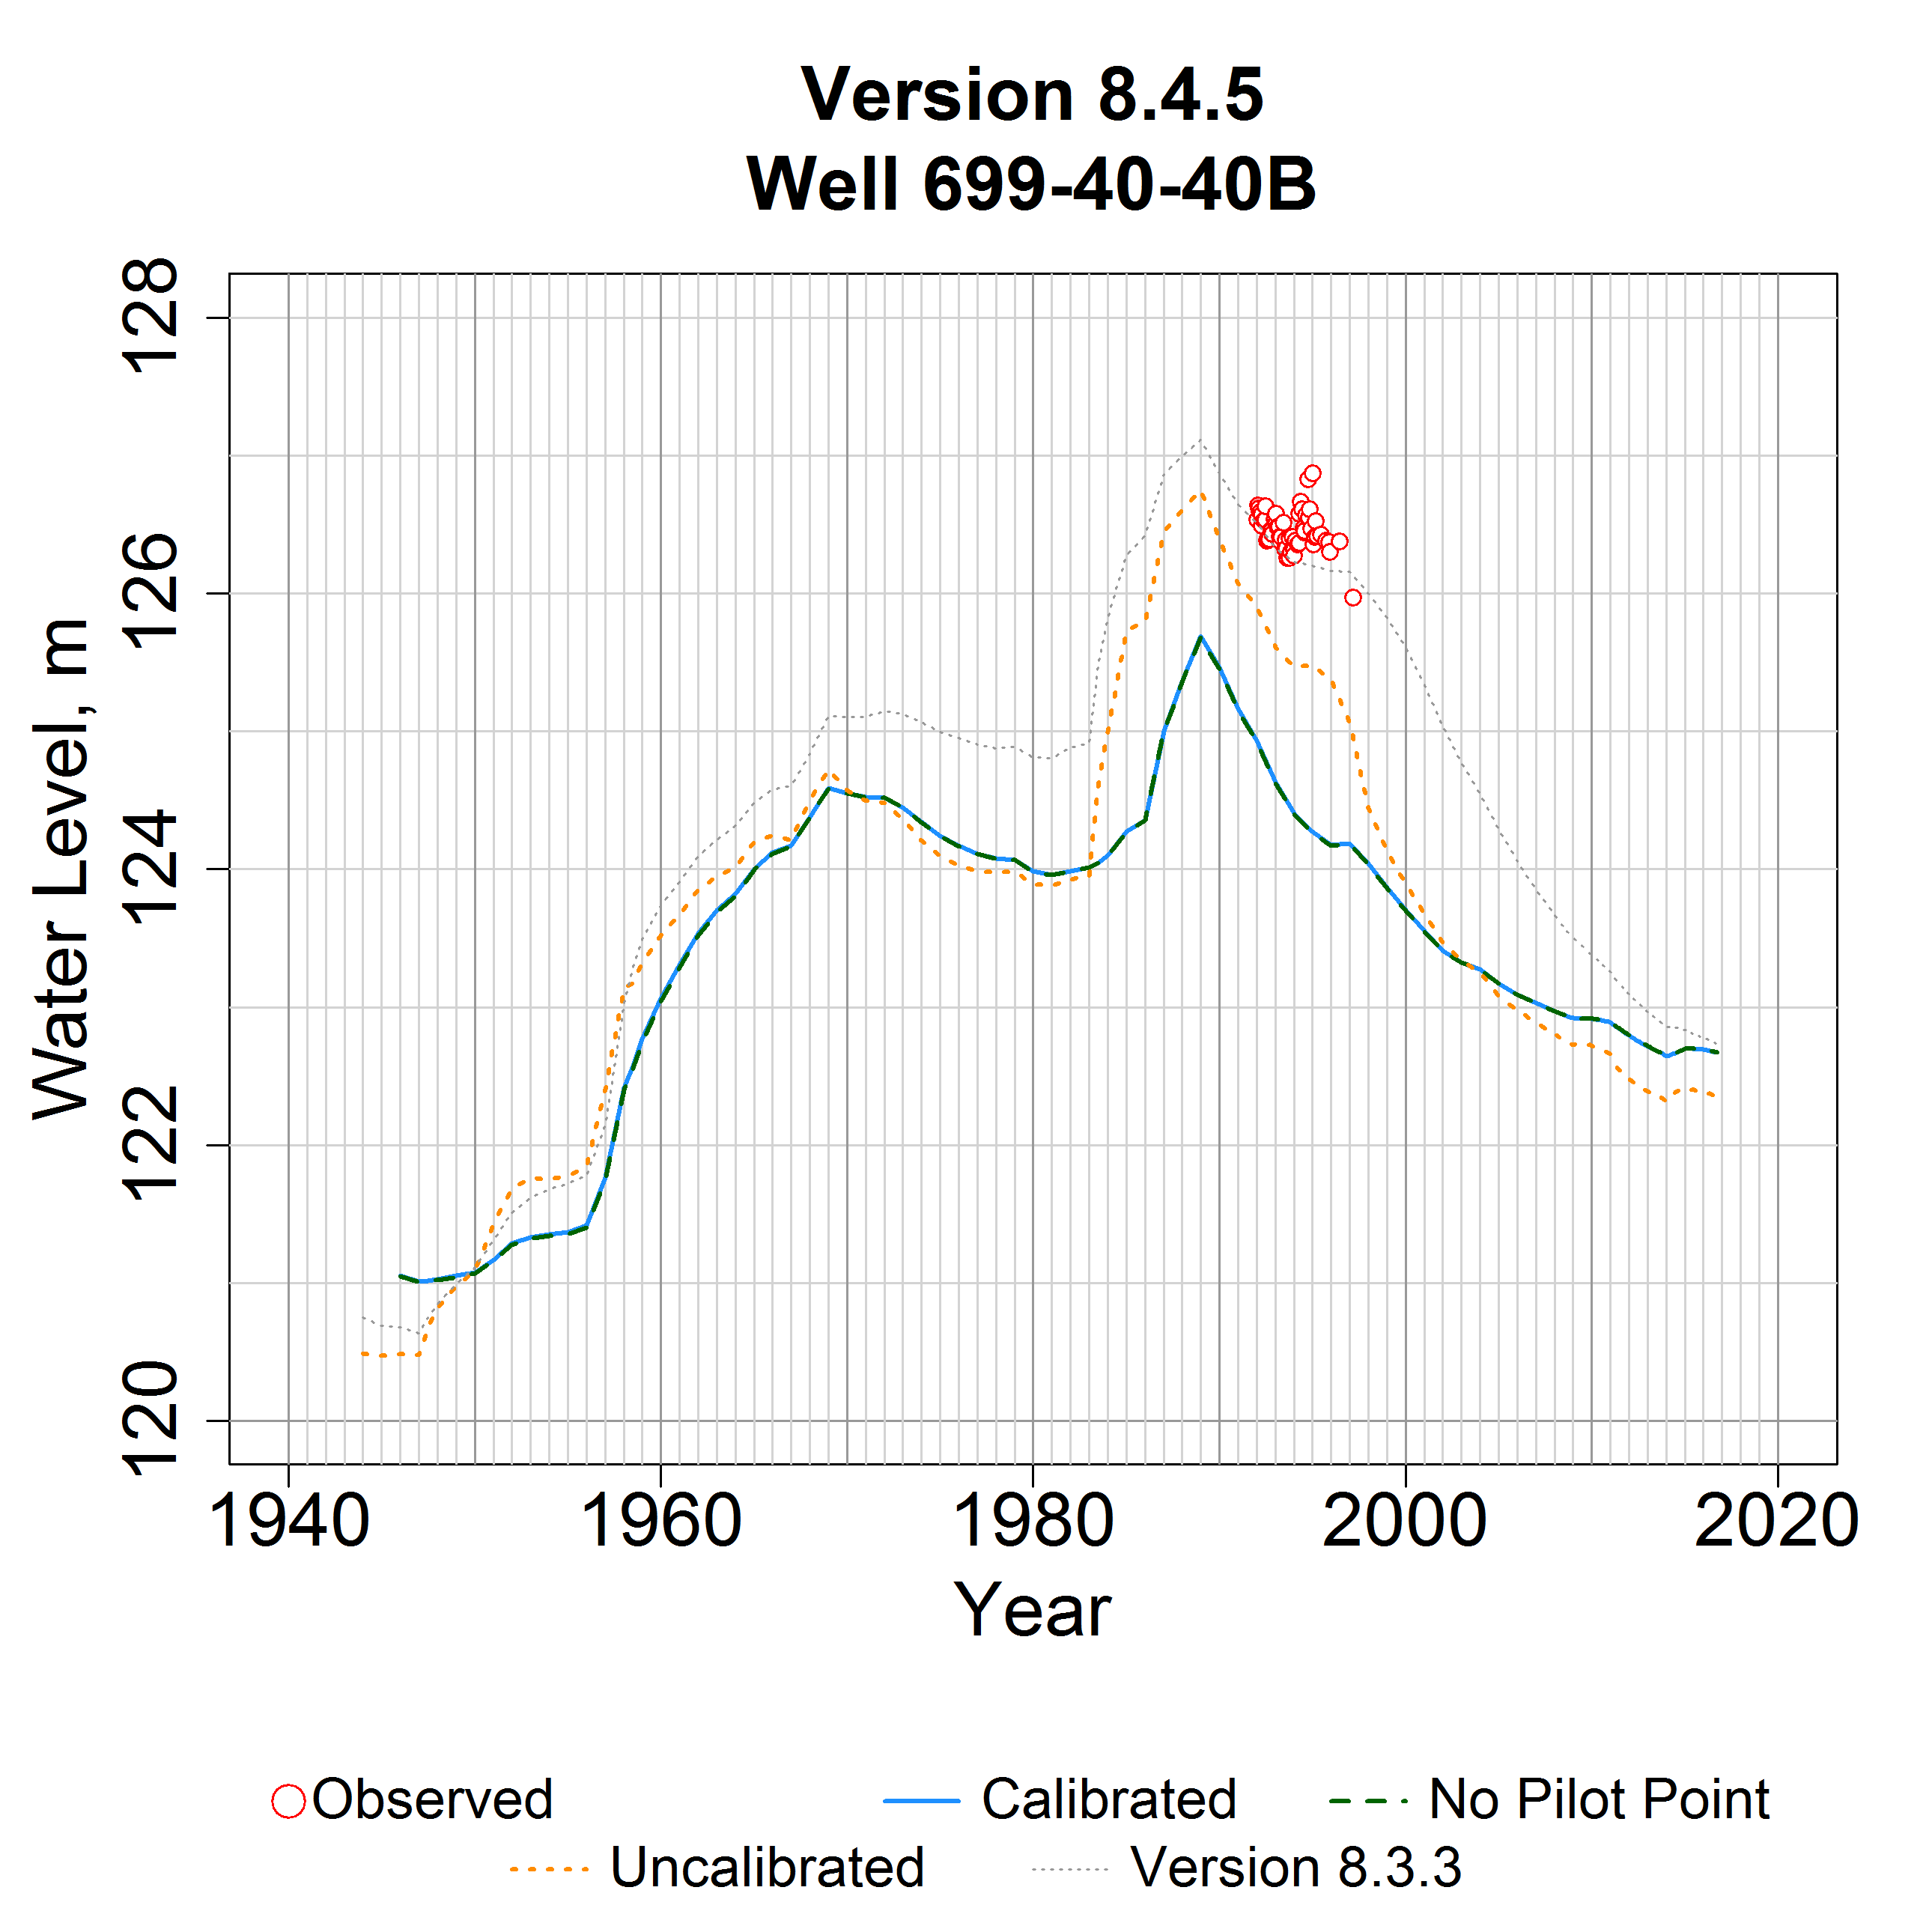 Version 8.4.5
Well 699-40-40B
Water Level, m
128
126
124
122
120
1940 1960 1980 2000 2020
Year
Observed Calibrated No Pilot Point
Uncalibrated Version 8.3.3